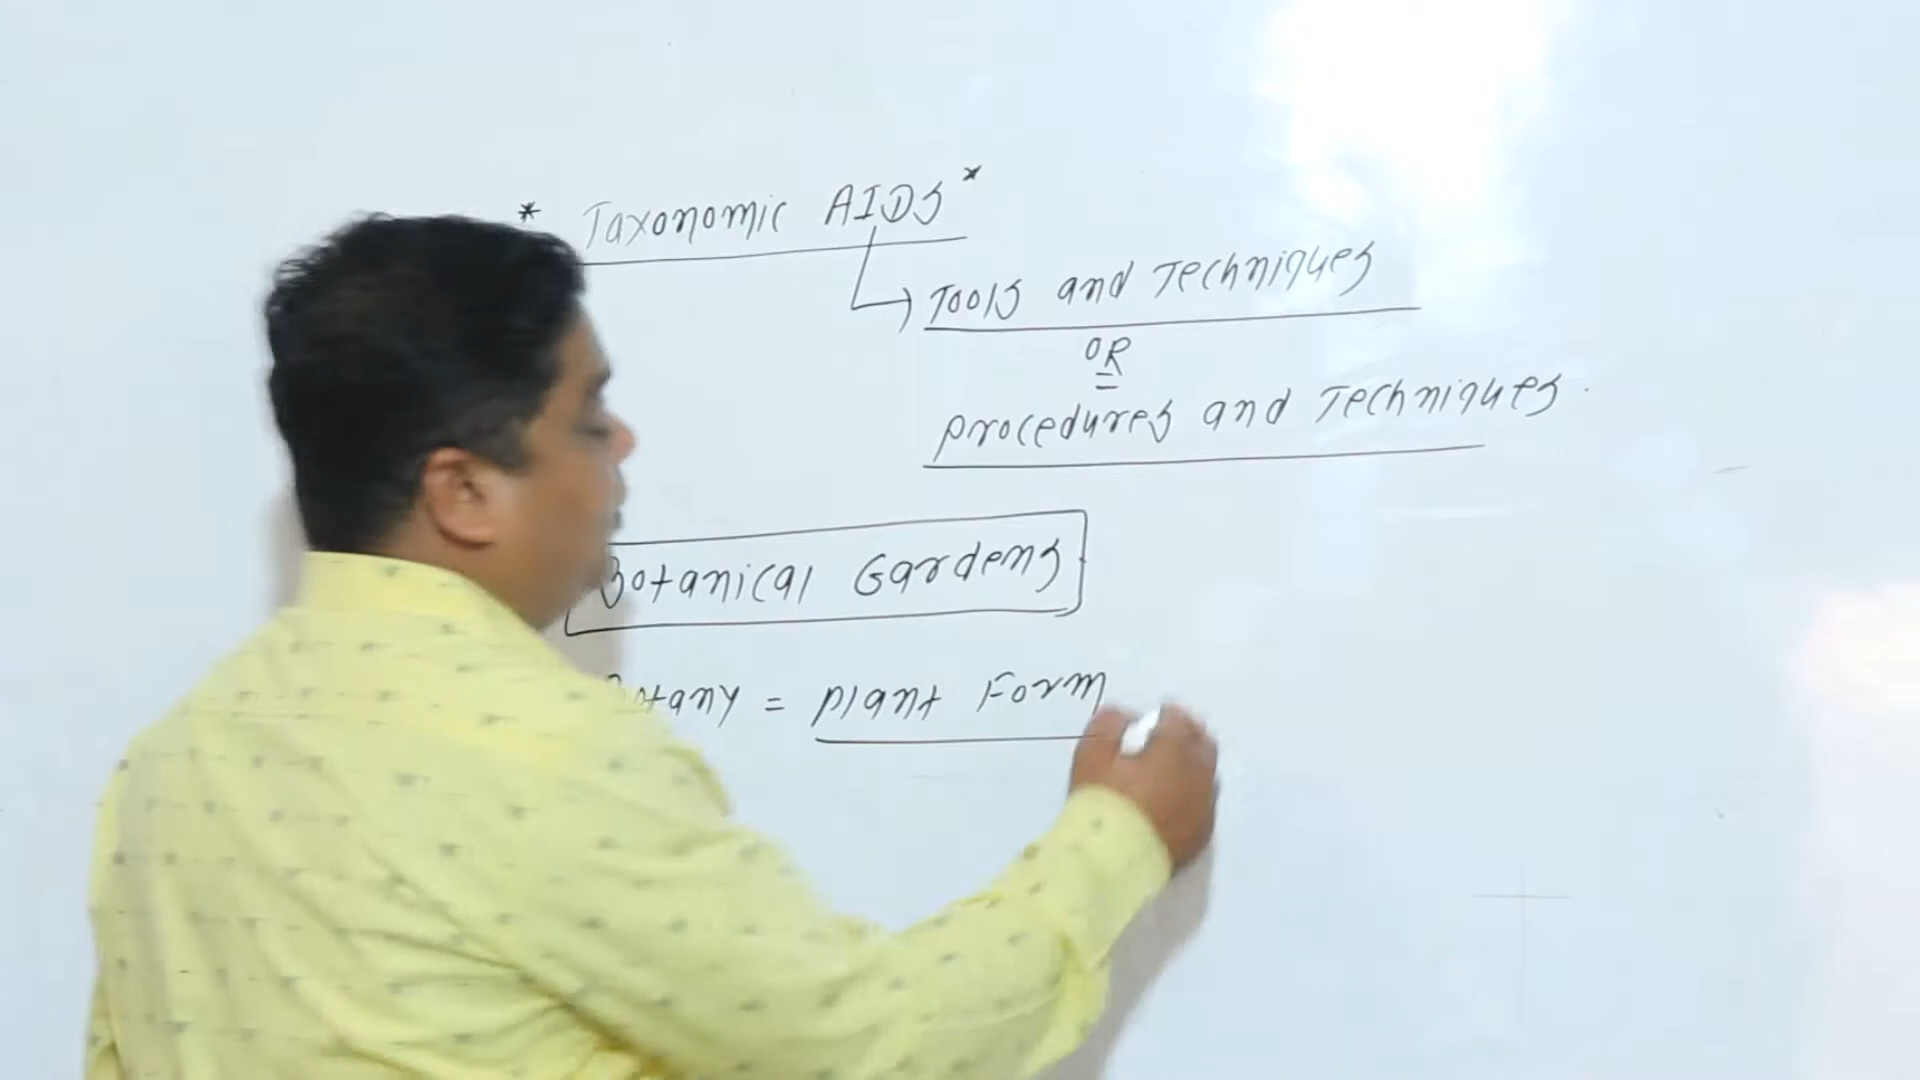 * Taxonomic AIDS *
Tools and Techniques
OR
Procedures and Techniques.
Botanical Gardens
Botany = Plant Form